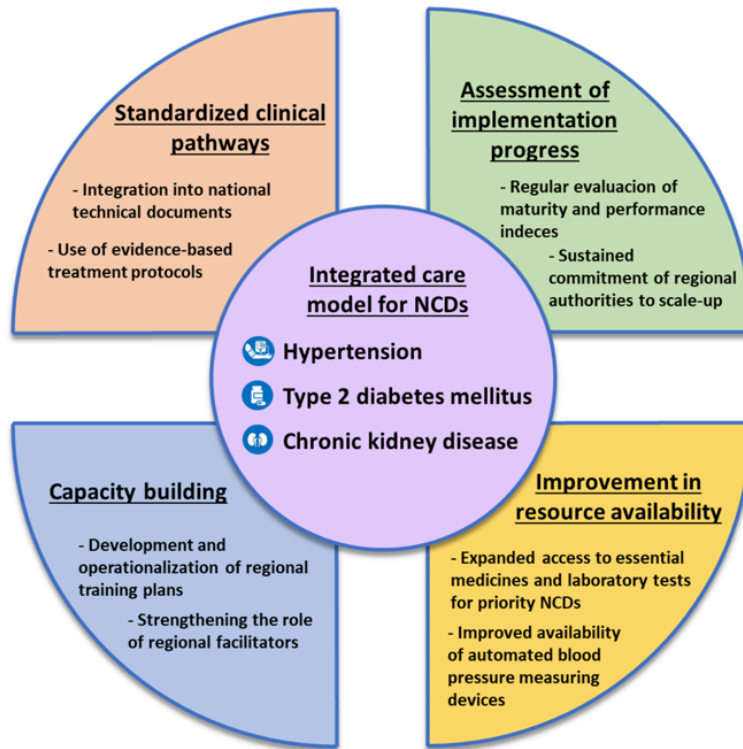 Standardized clinical
pathways
- Integration into national
technical documents
- Use of evidence-based
treatment protocols
Assessment of
implementation
progress
- Regular evaluacion of
maturity and performance
indeces
- Sustained
commitment of regional
authorities to scale-up
Integrated care
model for NCDs
Hypertension
Type 2 diabetes mellitus
Chronic kidney disease
Capacity building
- Development and
operationalization of regional
training plans
- Strengthening the role
of regional facilitators
Improvement in
resource availability
- Expanded access to essential
medicines and laboratory tests
for priority NCDs
- Improved availability
of automated blood
pressure measuring
devices